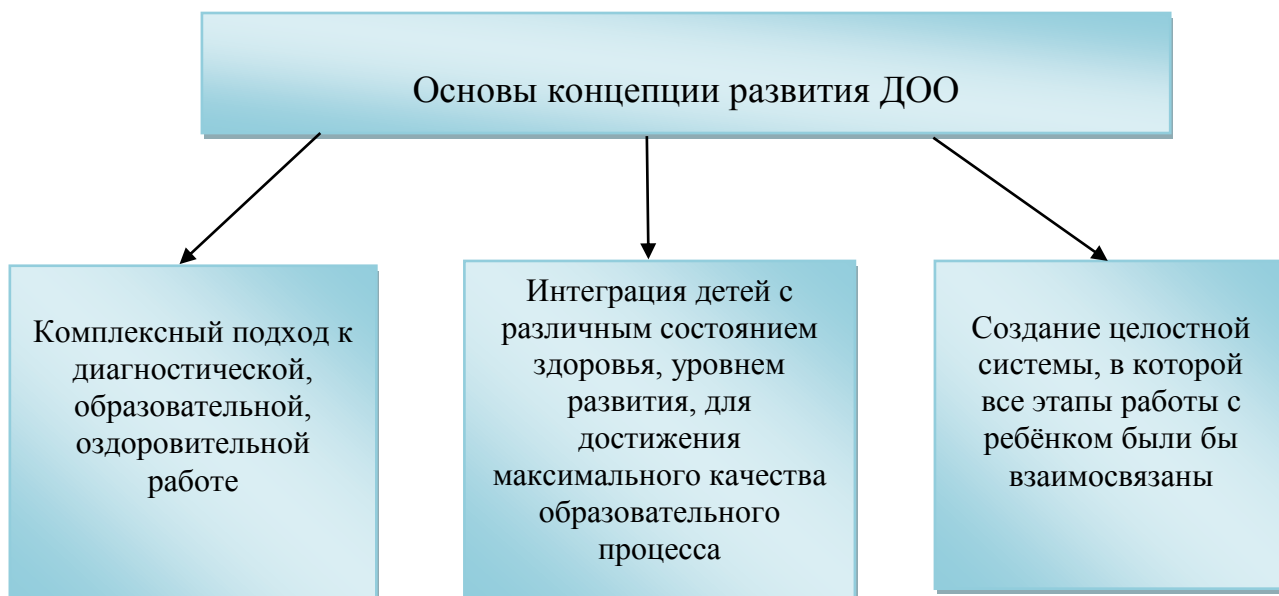 Основы концепции развития ДОО
Комплексный подход к
диагностической,
образовательной,
оздоровительной
работе
Интеграция детей с
различным состоянием
здоровья, уровнем
развития, для
достижения
максимального качества
образовательного
процесса
Создание целостной
системы, в которой
все этапы работы с
ребёнком были бы
взаимосвязаны